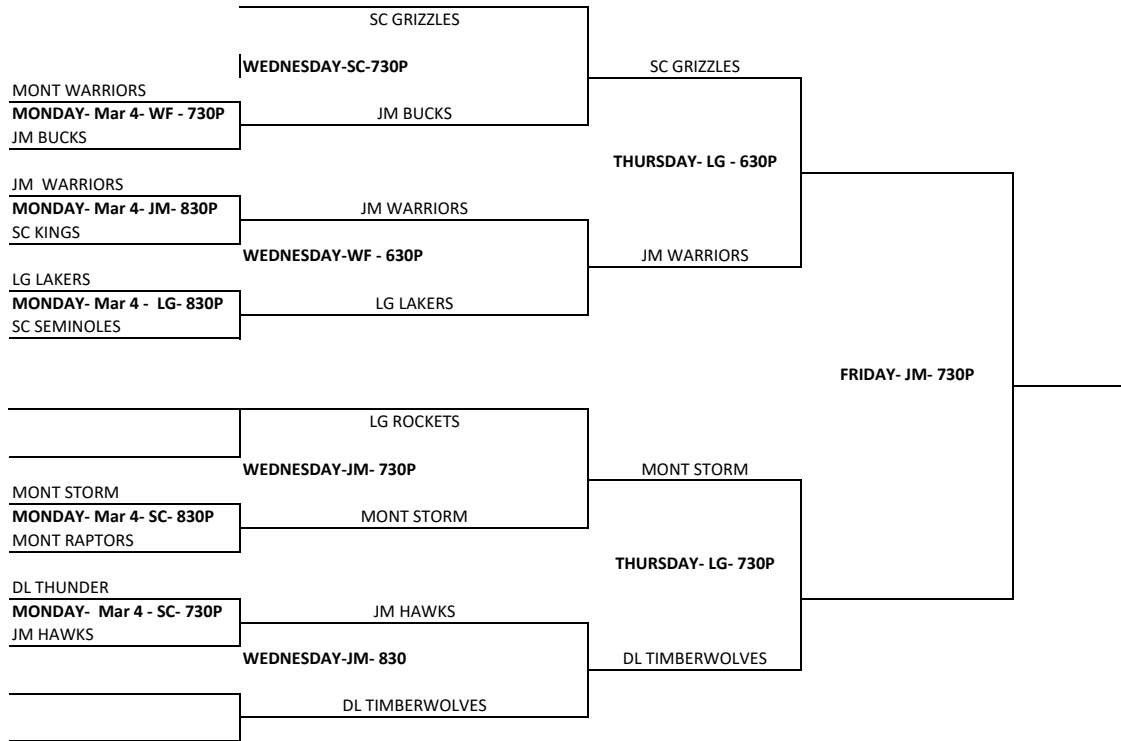 SC GRIZZLES
WEDNESDAY-SC-730P
SC GRIZZLES
MONT WARRIORS
MONDAY- Mar 4- WF - 730P
JM BUCKS
JM BUCKS
THURSDAY- LG - 630P
JM  WARRIORS
MONDAY- Mar 4- JM- 830P
JM WARRIORS
SC KINGS
WEDNESDAY-WF - 630P
JM WARRIORS
LG LAKERS
MONDAY- Mar 4 -  LG- 830P
LG LAKERS
SC SEMINOLES
FRIDAY- JM- 730P
LG ROCKETS
WEDNESDAY-JM- 730P
MONT STORM
MONT STORM
MONDAY- Mar 4- SC- 830P
MONT STORM
MONT RAPTORS
THURSDAY- LG- 730P
DL THUNDER
MONDAY-  Mar 4 - SC- 730P
JM HAWKS
JM HAWKS
WEDNESDAY-JM- 830
DL TIMBERWOLVES
DL TIMBERWOLVES